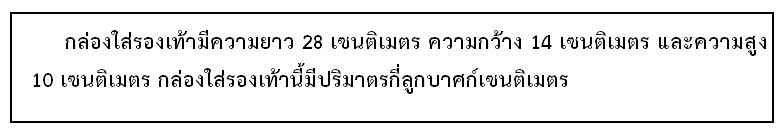 กล่องใส่รองเท้ามีความยาว 28 เซนติเมตร ความกว้าง 14 เซนติเมตร และความสูง
10 เซนติเมตร กล่องใส่รองเท้านี้มีปริมาตรกี่ลูกบาศก์เซนติเมตร